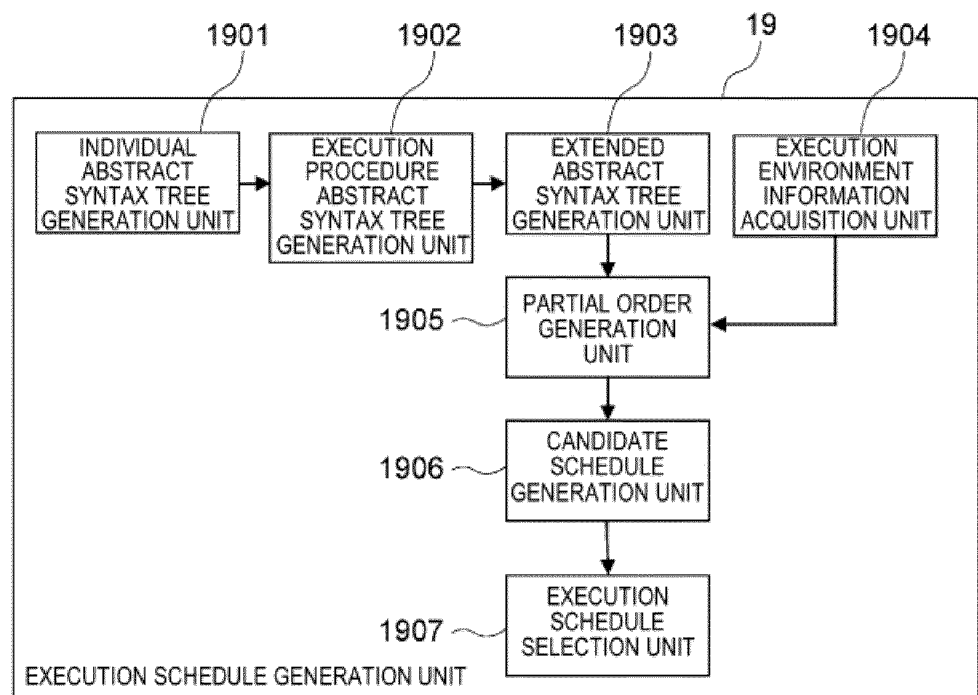 1901
1902
1903
19
1904
INDIVIDUAL
ABSTRACT
SYNTAX TREE
GENERATION UNIT
EXECUTION
PROCEDURE
ABSTRACT
SYNTAX TREE
GENERATION UNIT
EXTENDED
ABSTRACT
SYNTAX TREE
GENERATION UNIT
EXECUTION
ENVIRONMENT
INFORMATION
ACQUISITION UNIT
1905
PARTIAL ORDER
GENERATION
UNIT
1906
CANDIDATE
SCHEDULE
GENERATION UNIT
1907
EXECUTION
SCHEDULE
SELECTION UNIT
EXECUTION SCHEDULE GENERATION UNIT